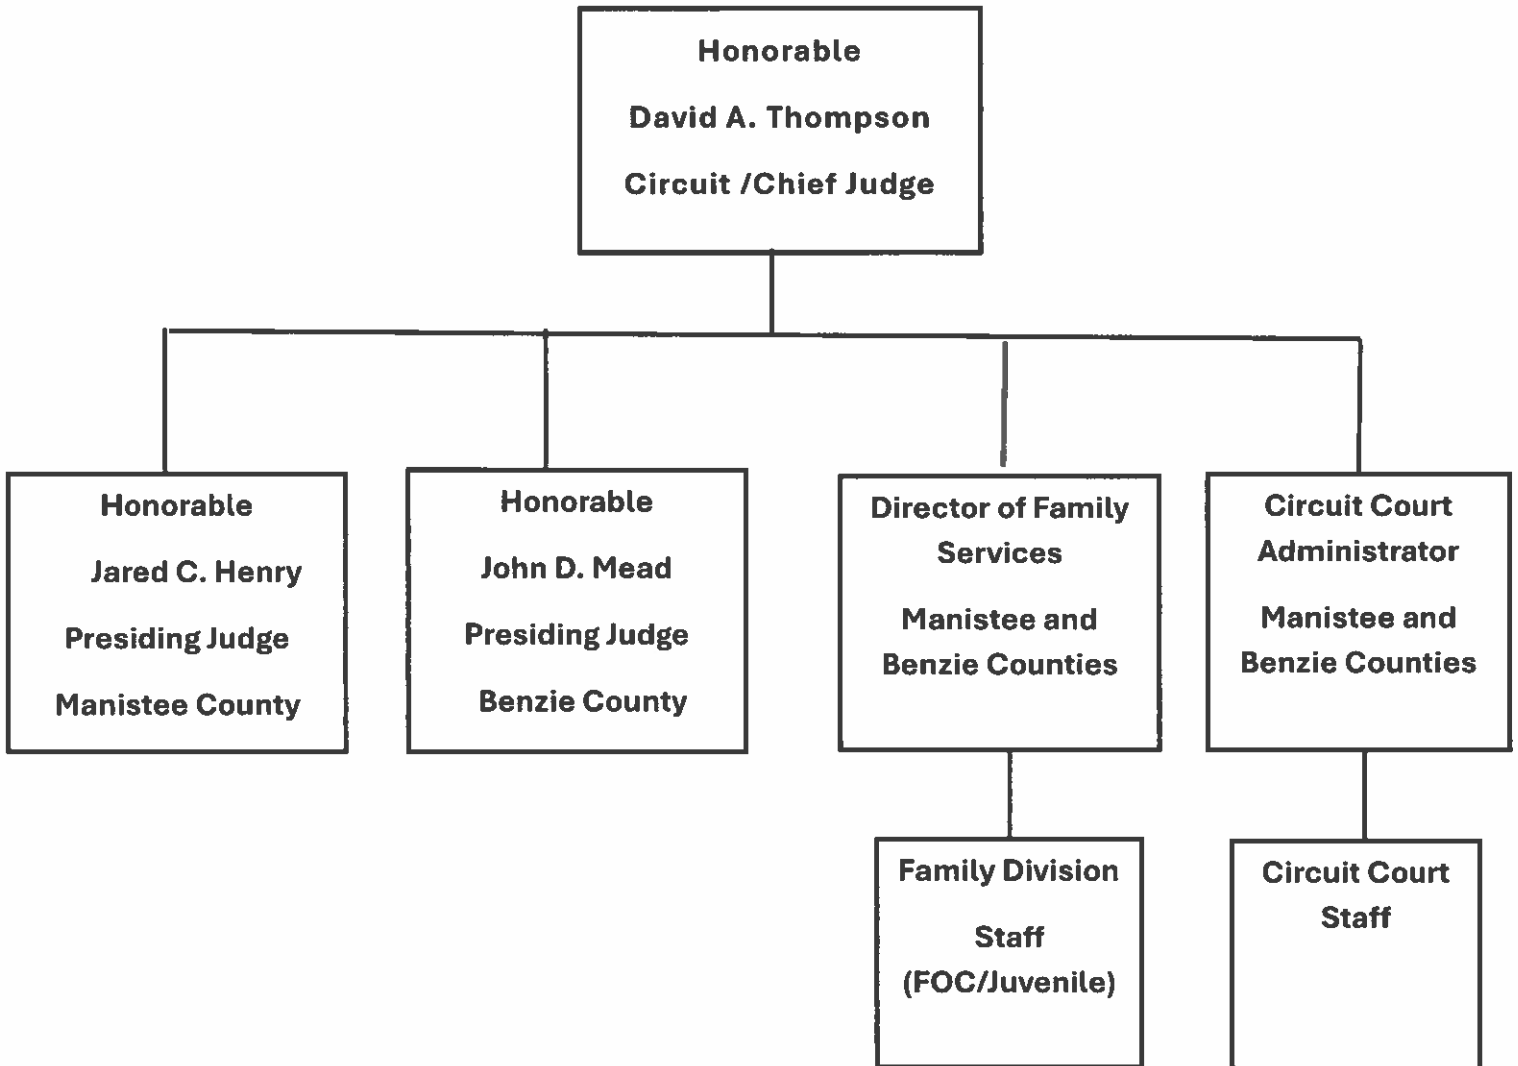 Honorable
David A. Thompson
Circuit /Chief Judge
Honorable
Jared C. Henry
Presiding Judge
Manistee County
Honorable
John D. Mead
Presiding Judge
Benzie County
Director of Family
Services
Manistee and
Benzie Counties
Circuit Court
Administrator
Manistee and
Benzie Counties
Family Division
Staff
(FOC/Juvenile)
Circuit Court
Staff